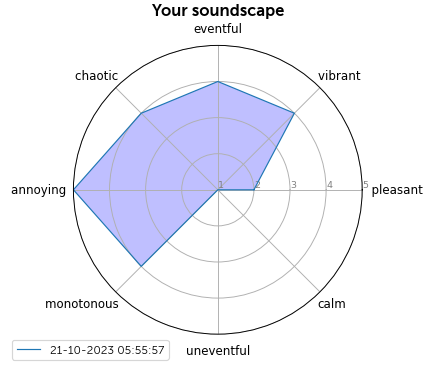 Your soundscape
eventful
chaotic
vibrant
annoying
1 2 3 4 5
pleasant
monotonous
calm
uneventful
21-10-2023 05:55:57